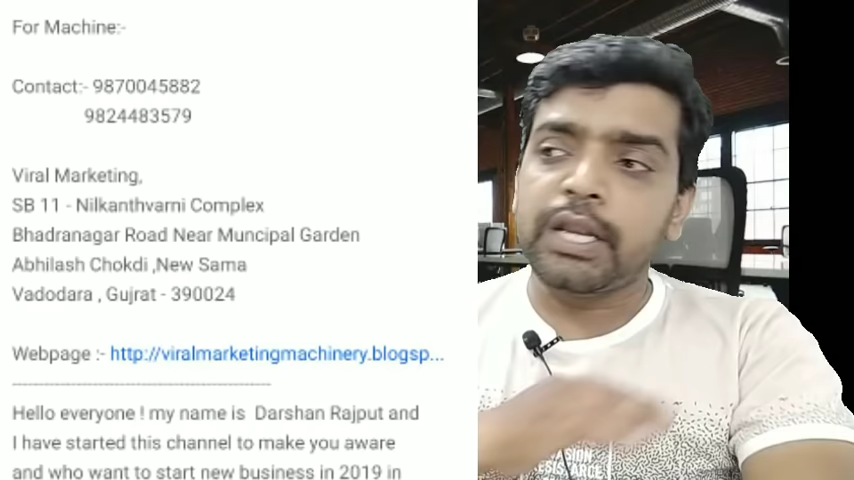 For Machine:-
Contact:- 9870045882
9824483579
Viral Marketing,
SB 11 - Nilkanthvarni Complex
Bhadranagar Road Near Muncipal Garden
Abhilash Chokdi ,New Sama
Vadodara , Gujrat - 390024
Webpage :- http://viralmarketingmachinery.blogsp...
----------------------------------------------------
Hello everyone ! my name is Darshan Rajput and
I have started this channel to make you aware
and who want to start new business in 2019 in